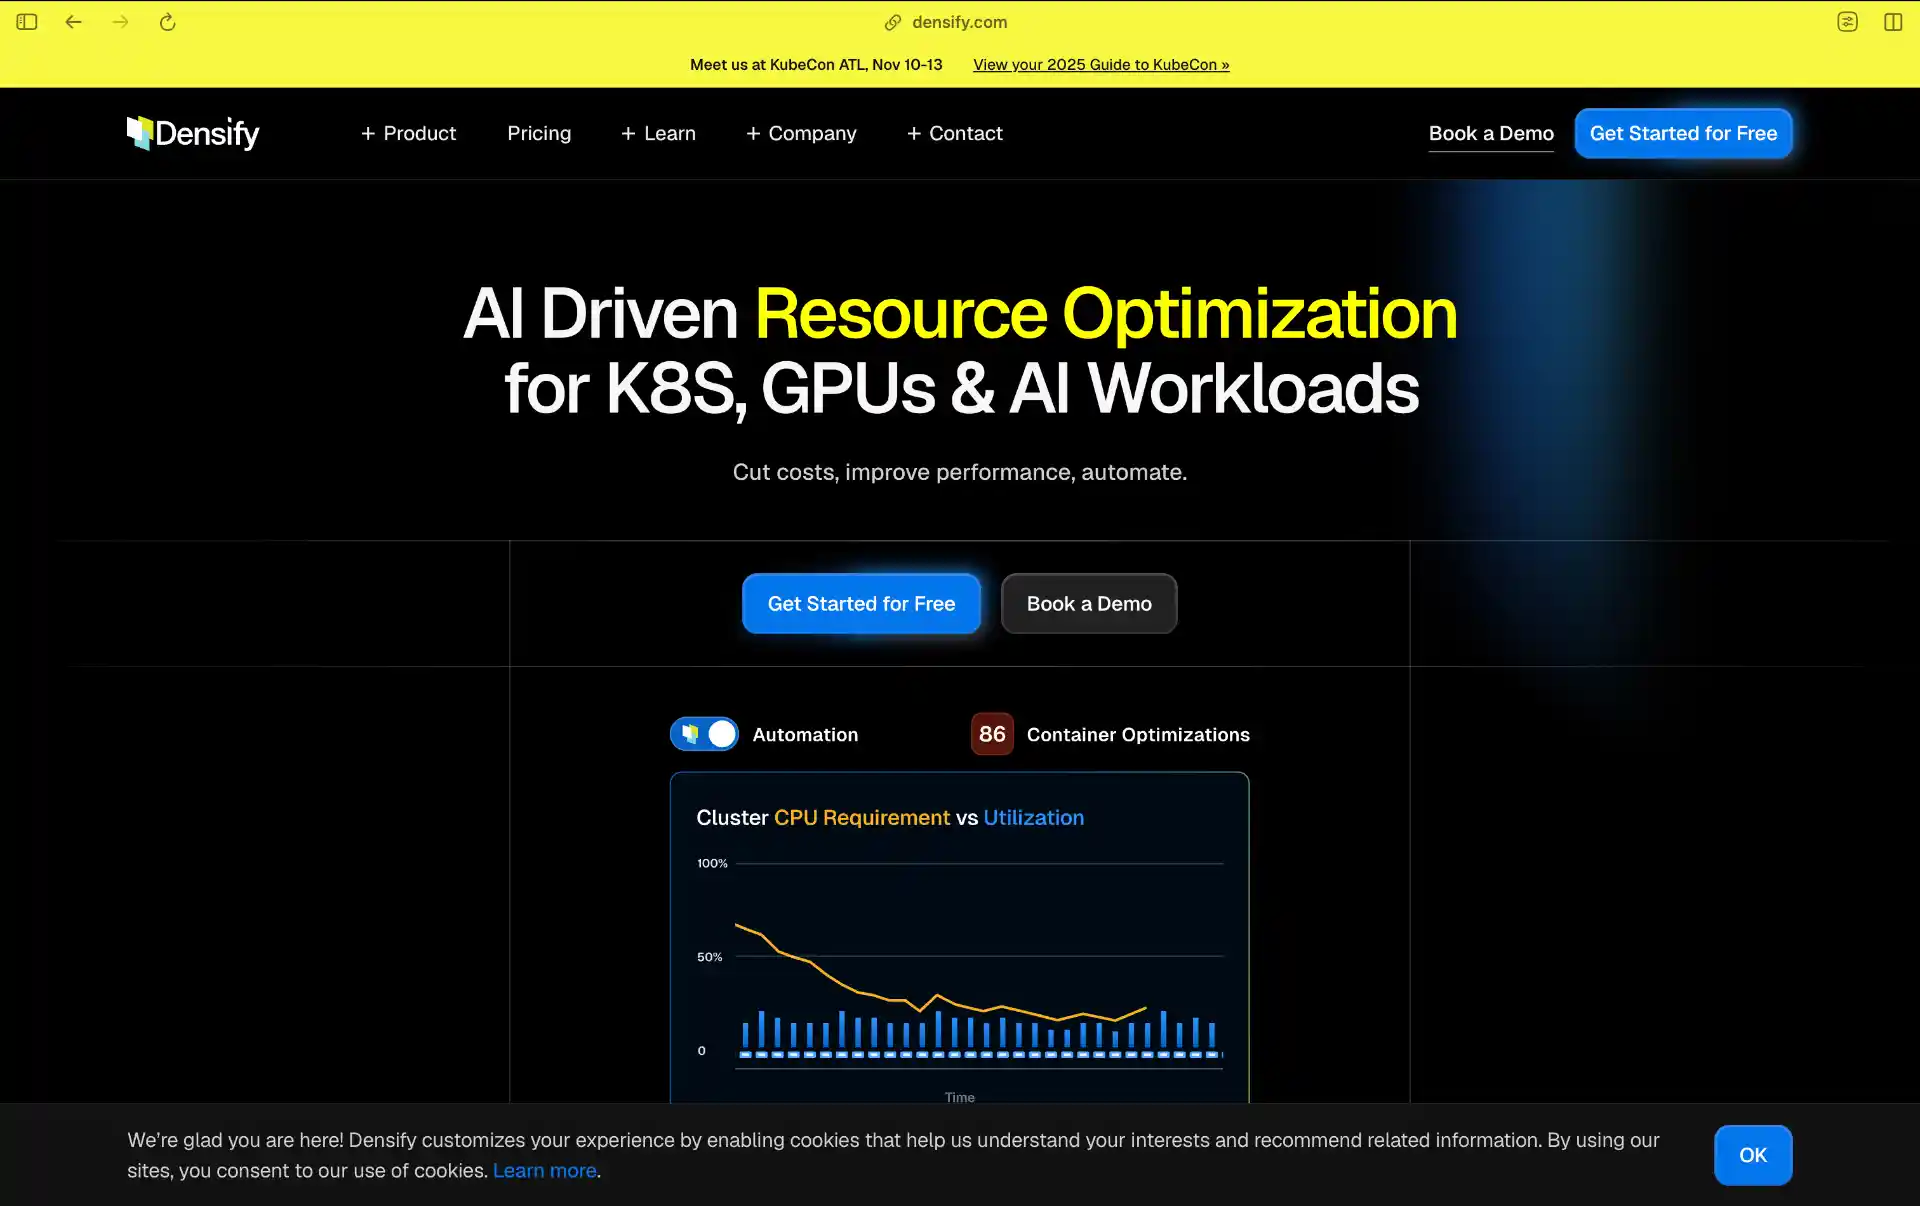 densify.com
Meet us at KubeCon ATL, Nov 10-13 View your 2025 Guide to KubeCon »
Densify + Product Pricing + Learn + Company + Contact Book a Demo Get Started for Free
AI Driven Resource Optimization
for K8S, GPUs & AI Workloads
Cut costs, improve performance, automate.
Get Started for Free Book a Demo
Automation 86 Container Optimizations
Cluster CPU Requirement vs Utilization
100%
50%
0
Time
We're glad you are here! Densify customizes your experience by enabling cookies that help us understand your interests and recommend related information. By using our
sites, you consent to our use of cookies. Learn more.
OK